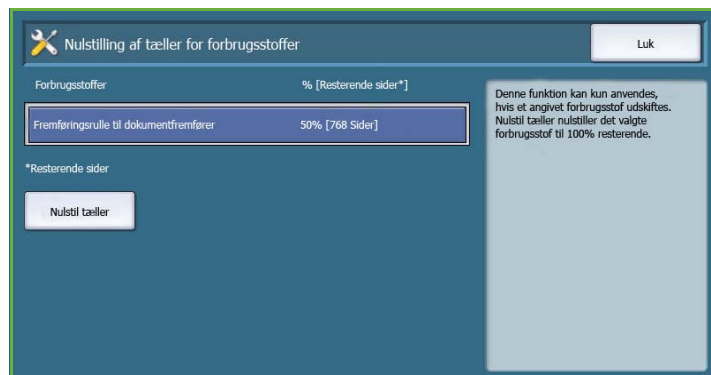 Nulstilling af tæller for forbrugsstoffer
Luk
Forbrugsstoffer % [Resterende sider*]
Fremføringsrulle til dokumentfremfører 50% [768 Sider]
*Resterende sider
Nulstil tæller
Denne funktion kan kun anvendes,
hvis et angivet forbrugsstof udskiftes.
Nulstil tæller nulstiller det valgte
forbrugsstof til 100% resterende.